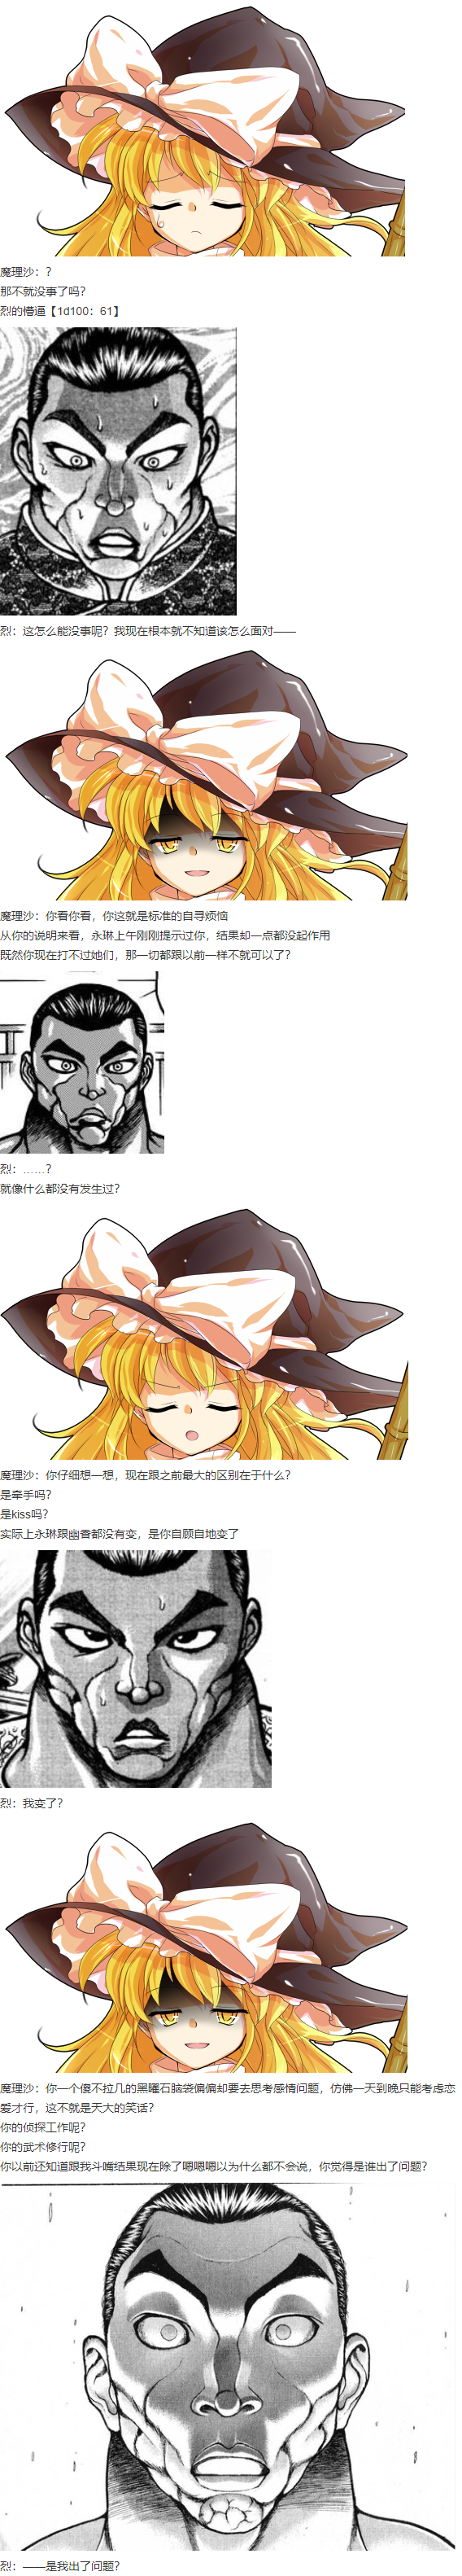 魔理沙：？
那不就没事了吗？
烈的懵逼【1d100：61】
烈：这怎么能没事呢？我现在根本就不知道该怎么面对——
魔理沙：你看你看，你这就是标准的自寻烦恼
从你的说明来看，永琳上午刚刚提示过你，结果却一点都没起作用
既然你现在打不过她们，那一切都跟以前一样不就可以了？
烈：……？
就像什么都没有发生过？
魔理沙：你仔细想一想，现在跟之前最大的区别在于什么？
是牵手吗？
是kiss吗？
实际上永琳跟幽香都没有变，是你自顾自地变了
烈：我变了？
魔理沙：你一个傻不拉几的黑曜石脑袋偏偏却要去思考感情问题，仿佛一天到晚只能考虑恋
爱才行，这不就是天大的笑话？
你的侦探工作呢？
你的武术修行呢？
你以前还知道跟我斗嘴结果现在除了嗯嗯嗯以为什么都不会说，你觉得是谁出了问题？
烈：——是我出了问题？